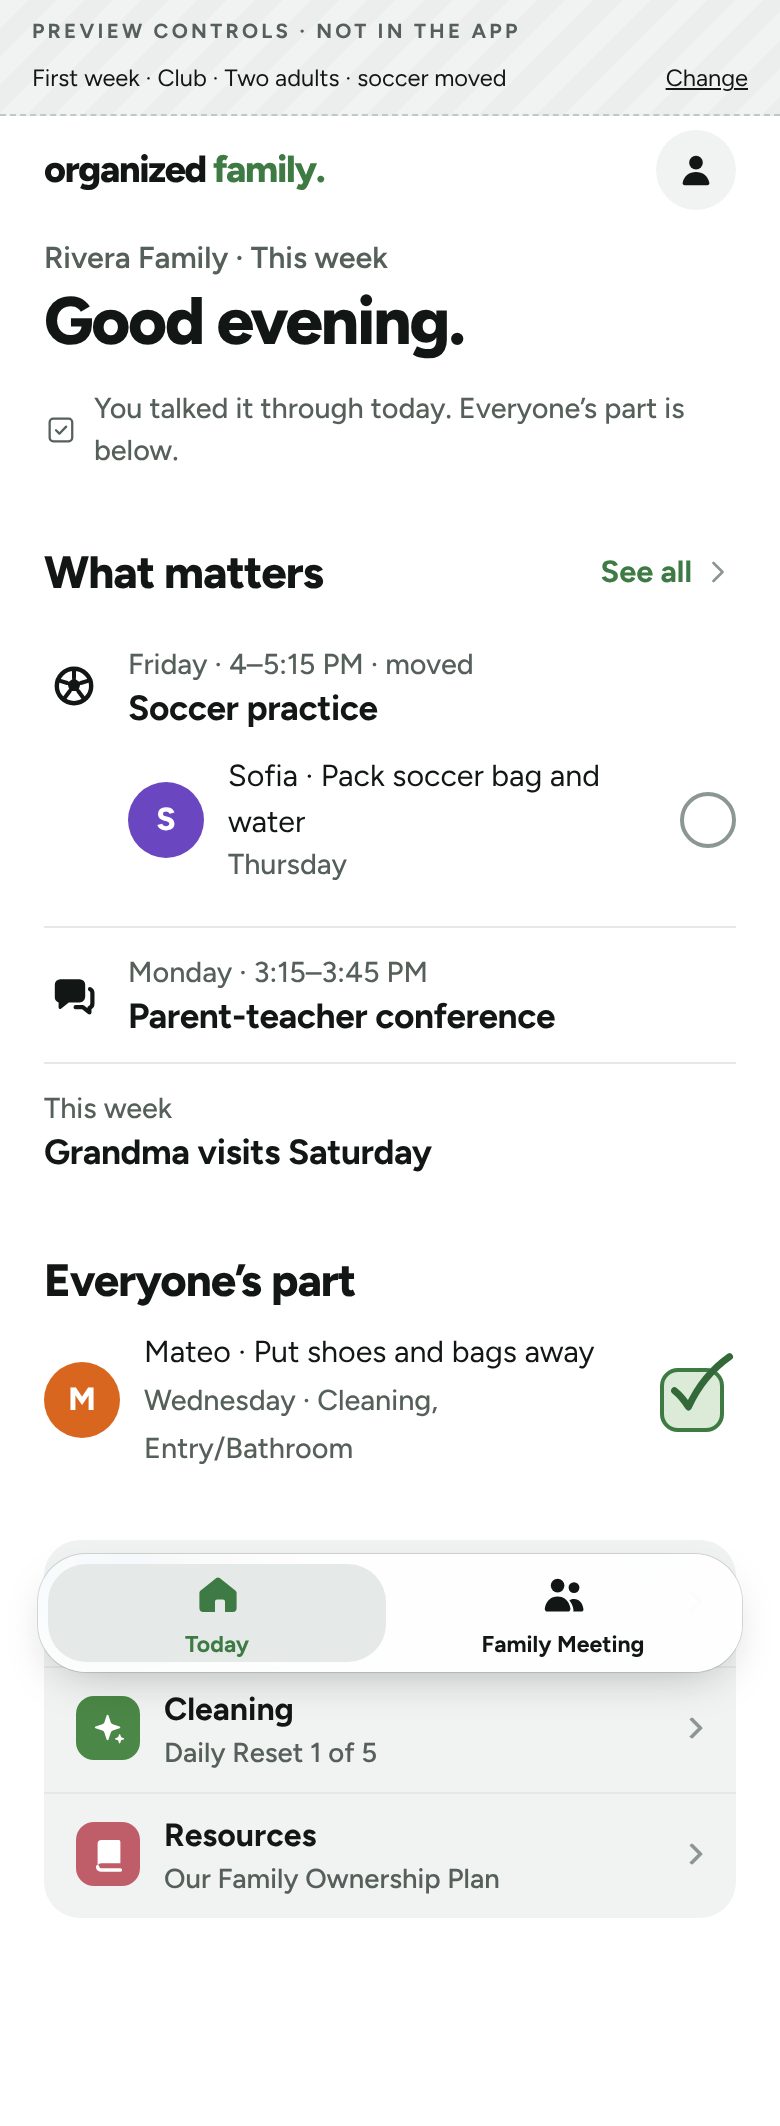 PREVIEW CONTROLS · NOT IN THE APP
First week · Club · Two adults · soccer moved
Change
organized family.
Rivera Family · This week
Good evening.
You talked it through today. Everyone’s part is
below.
What matters
See all
Friday · 4–5:15 PM · moved
Soccer practice
S
Sofia · Pack soccer bag and
water
Thursday
Monday · 3:15–3:45 PM
Parent-teacher conference
This week
Grandma visits Saturday
Everyone’s part
M
Mateo · Put shoes and bags away
Wednesday · Cleaning,
Entry/Bathroom
Today
Family Meeting
Cleaning
Daily Reset 1 of 5
Resources
Our Family Ownership Plan